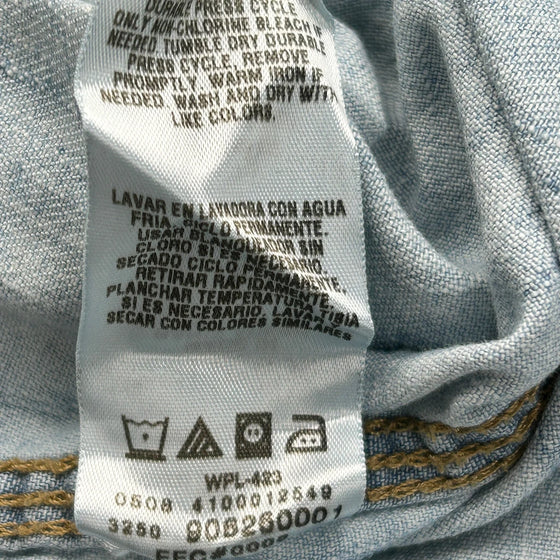 DURABLE PRESS CYCLE
ONLY NON-CHLORINE BLEACH IF
NEEDED. TUMBLE DRY DURABLE
PRESS CYCLE, REMOVE
PROMPTLY, WARM IRON IF
NEEDED, WASH AND DRY WITH
LIKE COLORS.
LAVAR EN LAVADORA CON AGUA
FRIA CICLO PERMANENTE.
USAR BLANQUEADOR SIN
CLORO SI ES NECESARIO.
SECADO CICLO PERMANENTE.
RETIRAR RAPIDAMENTE.
PLANCHAR TEMPERATURA TIBIA
SI ES NECESARIO. LAVAR Y
SECAR CON COLORES SIMILARES
WPL-423
0508 4100012549
3250 908260001